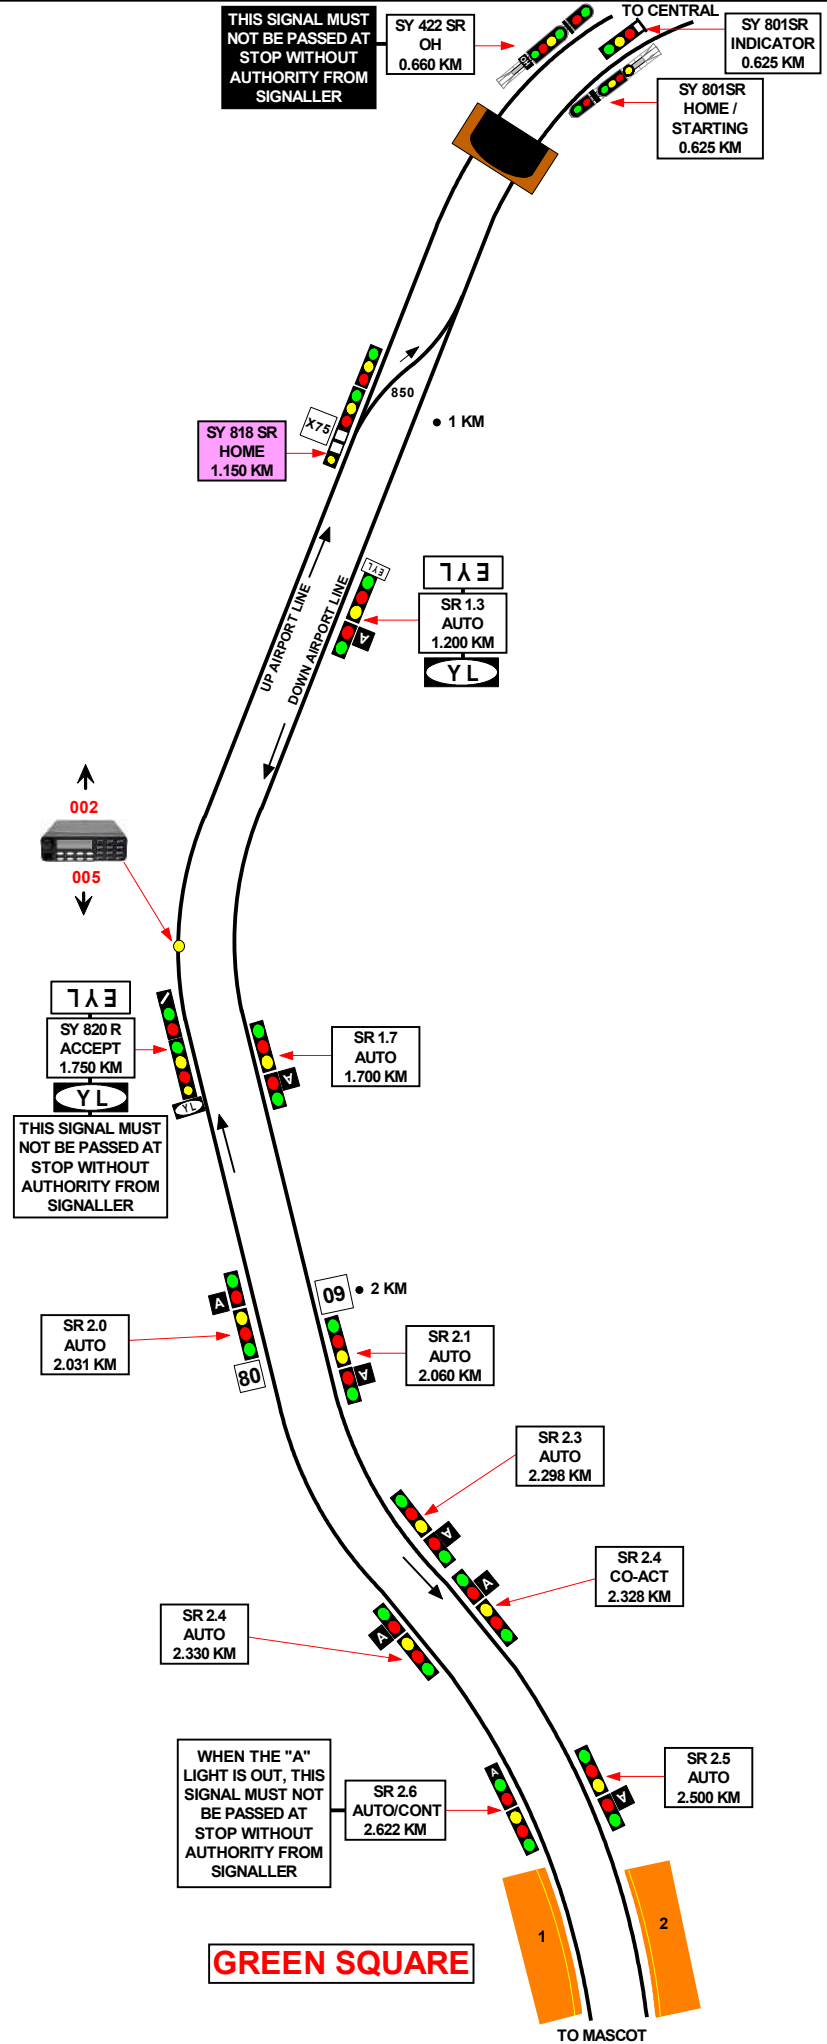 TO CENTRAL
THIS SIGNAL MUST
NOT BE PASSED AT
STOP WITHOUT
AUTHORITY FROM
SIGNALLER
SY 422 SR
OH
0.660 KM
OH
SY 801SR
INDICATOR
0.625 KM
SY 801SR
HOME /
STARTING
0.625 KM
850
1 KM
X75
SY 818 SR
HOME
1.150 KM
EYL
EYL
SR 1.3
AUTO
1.200 KM
YL
A
UP AIRPORT LINE
DOWN AIRPORT LINE
002
005
EYL
SY 820 R
ACCEPT
1.750 KM
YL
THIS SIGNAL MUST
NOT BE PASSED AT
STOP WITHOUT
AUTHORITY FROM
SIGNALLER
YL
SR 1.7
AUTO
1.700 KM
A
A
SR 2.0
AUTO
2.031 KM
80
60
2 KM
SR 2.1
AUTO
2.060 KM
A
SR 2.3
AUTO
2.298 KM
A
SR 2.4
CO-ACT
2.328 KM
A
SR 2.4
AUTO
2.330 KM
A
WHEN THE "A"
LIGHT IS OUT, THIS
SIGNAL MUST NOT
BE PASSED AT
STOP WITHOUT
AUTHORITY FROM
SIGNALLER
SR 2.6
AUTO/CONT
2.622 KM
A
SR 2.5
AUTO
2.500 KM
A
1
2
GREEN SQUARE
TO MASCOT